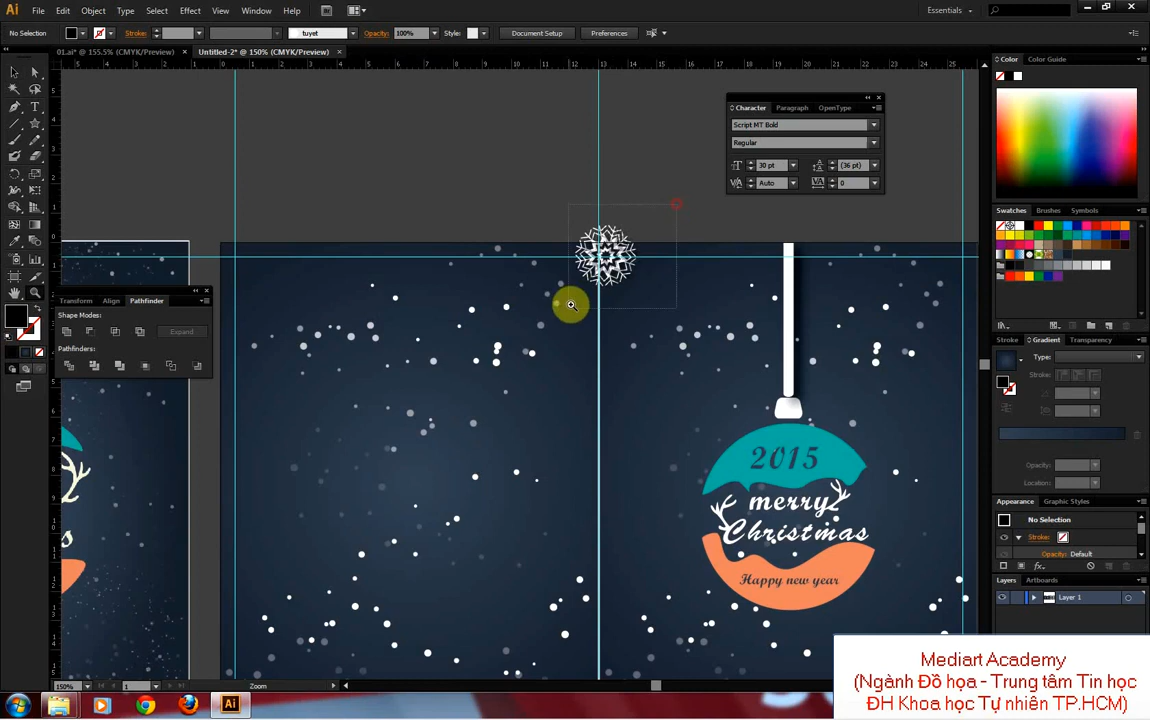 File Edit Object Type Select Effect View Window Help
Essentials
No Selection
Stroke:
tuyet
Opacity: 100%
Style:
Document Setup
Preferences
01.ai* @ 155.5% (CMYK/Preview)
Untitled-2* @ 150% (CMYK/Preview)
Character Paragraph OpenType
Script MT Bold
Regular
30 pt
(36 pt)
Auto
0
Color Color Guide
Swatches Brushes Symbols
Transform Align Pathfinder
Shape Modes:
Expand
Pathfinders:
Stroke Gradient Transparency
Type:
Stroke:
Opacity:
Location:
Appearance Graphic Styles
No Selection
Stroke:
Opacity: Default
Layers Artboards
Layer 1
2015
merry
Christmas
Happy new year
150%
1
Zoom
Mediart Academy
(Ngành Đồ họa - Trung tâm Tin học
ĐH Khoa học Tự nhiên TP.HCM)